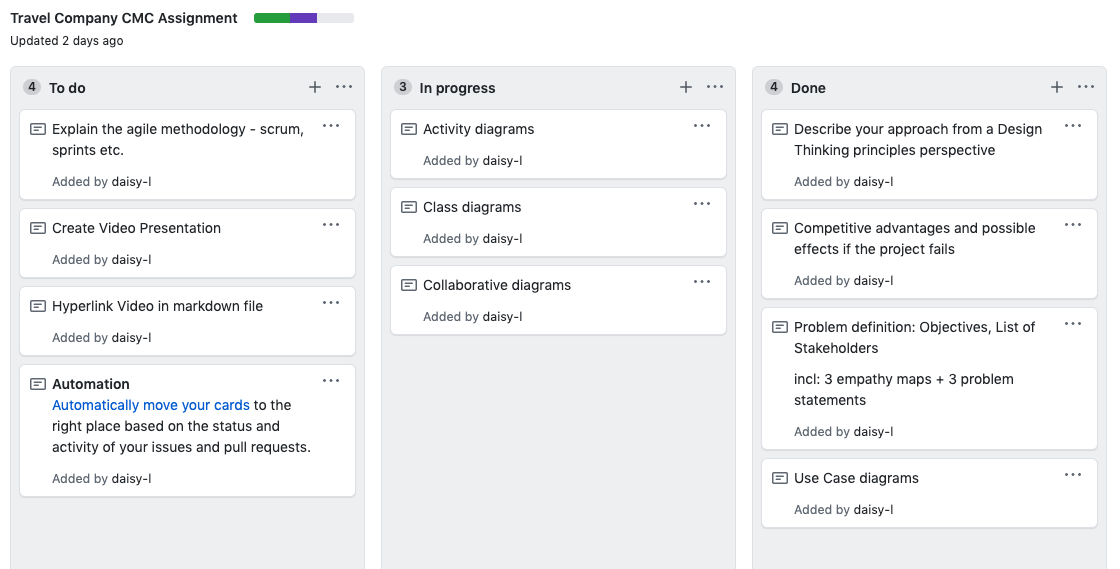 Travel Company CMC Assignment
Updated 2 days ago
4 To do
Explain the agile methodology - scrum,
sprints etc.
Added by daisy-l
Create Video Presentation
Added by daisy-l
Hyperlink Video in markdown file
Added by daisy-l
Automation
Automatically move your cards to the
right place based on the status and
activity of your issues and pull requests.
Added by daisy-l
3 In progress
Activity diagrams
Added by daisy-l
Class diagrams
Added by daisy-l
Collaborative diagrams
Added by daisy-l
4 Done
Describe your approach from a Design
Thinking principles perspective
Added by daisy-l
Competitive advantages and possible
effects if the project fails
Added by daisy-l
Problem definition: Objectives, List of
Stakeholders
incl: 3 empathy maps + 3 problem
statements
Added by daisy-l
Use Case diagrams
Added by daisy-l